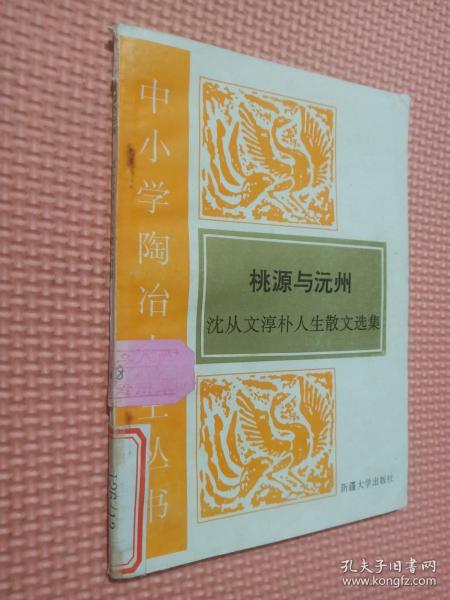 中小学陶冶
丛书
桃源与沅州
沈从文淳朴人生散文选集
新疆大学出版社
孔夫子旧书网
www.kongfz.com